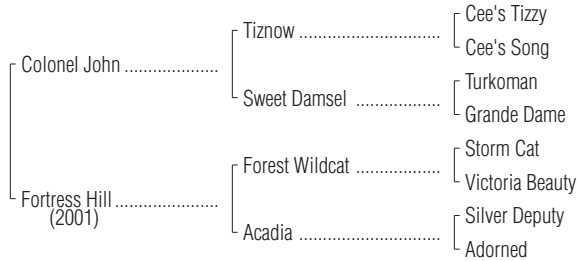 Cee's Tizzy
Tiznow ........................................
Cee's Song
Colonel John .....................
Turkoman
Sweet Damsel ........................
Grande Dame
Storm Cat
Forest Wildcat ......................
Victoria Beauty
Fortress Hill .......................
(2001)
Silver Deputy
Acadia ........................................
Adorned